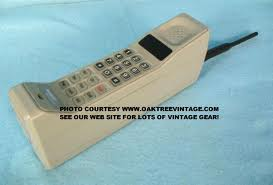 PHOTO COURTESY WWW.OAKTREEVINTAGE.COM
SEE OUR WEB SITE FOR LOTS OF VINTAGE GEAR!